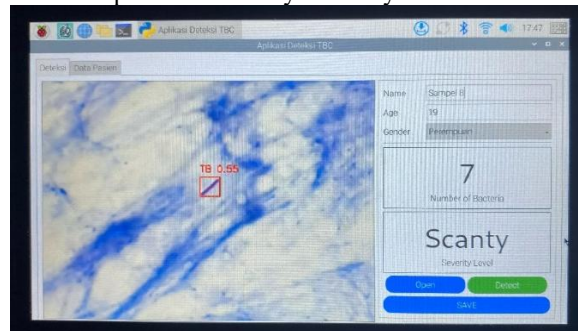 Aplikasi Deteksi TBC
17.47
Aplikasi Deteksi TBC
Deteksi
Data Pasien
TB 0.55
Name
Sampel 8
Age
19
Gender
Perempuan
7
Number of Bacteria
Scanty
Severity Level
Open
Detect
SAVE